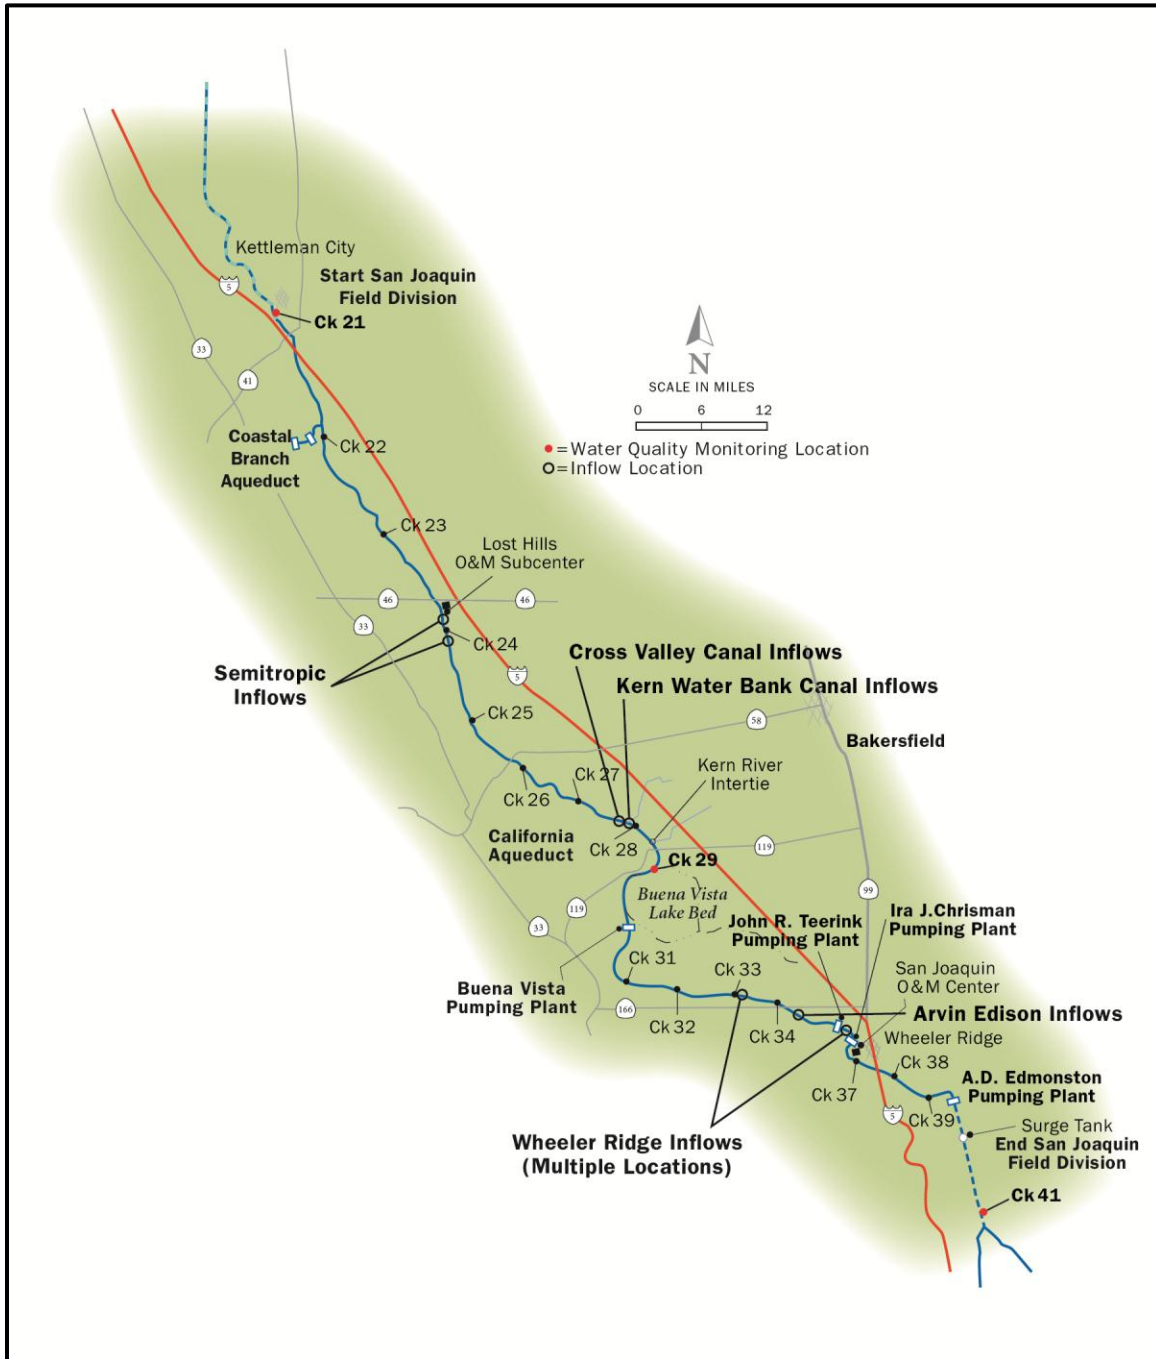 Kettleman City
Start San Joaquin
Field Division
5
Ck 21
33
41
N
SCALE IN MILES
0 6 12
=Water Quality Monitoring Location
=Inflow Location
Coastal
Branch
Aqueduct
Ck 22
Ck 23
Lost Hills
O&M Subcenter
46
46
33
Ck 24
Semitropic
Inflows
Cross Valley Canal Inflows
5
Kern Water Bank Canal Inflows
Ck 25
58
Bakersfield
Kern River
Intertie
Ck 27
Ck 26
California
Aqueduct
Ck 28
119
Ck 29
99
Buena Vista
Lake Bed
119
33
John R. Teerink
Pumping Plant
Ira J.Chrisman
Pumping Plant
San Joaquin
O&M Center
Buena Vista
Pumping Plant
Ck 31
Ck 33
166
Ck 32
Ck 34
Arvin Edison Inflows
Wheeler Ridge
Ck 38
Ck 37
A.D. Edmonston
Pumping Plant
5
Ck 39
Surge Tank
End San Joaquin
Field Division
Wheeler Ridge Inflows
(Multiple Locations)
Ck 41